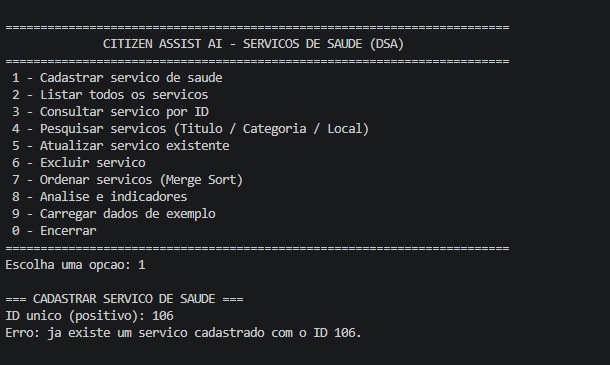 ========================================================================
CITIZEN ASSIST AI - SERVICOS DE SAUDE (DSA)
========================================================================
1 - Cadastrar servico de saude
2 - Listar todos os servicos
3 - Consultar servico por ID
4 - Pesquisar servicos (Titulo / Categoria / Local)
5 - Atualizar servico existente
6 - Excluir servico
7 - Ordenar servicos (Merge Sort)
8 - Analise e indicadores
9 - Carregar dados de exemplo
0 - Encerrar
========================================================================
Escolha uma opcao: 1
=== CADASTRAR SERVICO DE SAUDE ===
ID unico (positivo): 106
Erro: ja existe um servico cadastrado com o ID 106.